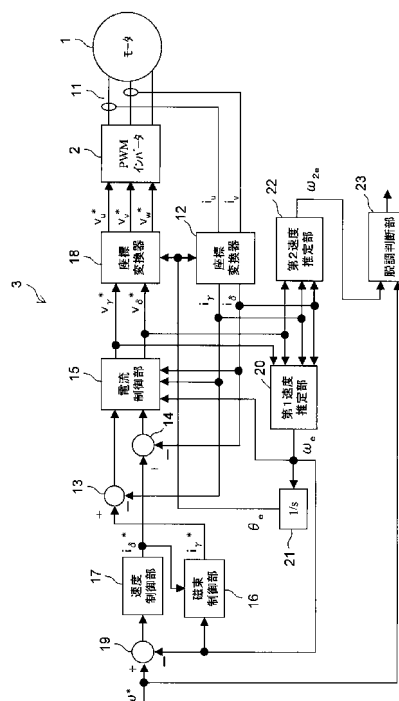 3
1
モータ
11
2
PWM
インバータ
v_u*
v_v*
v_w*
i_u
i_v
18
座標
変換器
12
座標
変換器
v_γ*
v_δ*
i_γ
i_δ
22
第2速度
推定部
ω_2e
23
脱調判断部
15
電流
制御部
20
第1速度
推定部
ω_e
13
+
-
14
+
-
θ_e
1/s
21
i_δ*
i_γ*
17
速度
制御部
16
磁束
制御部
19
+
-